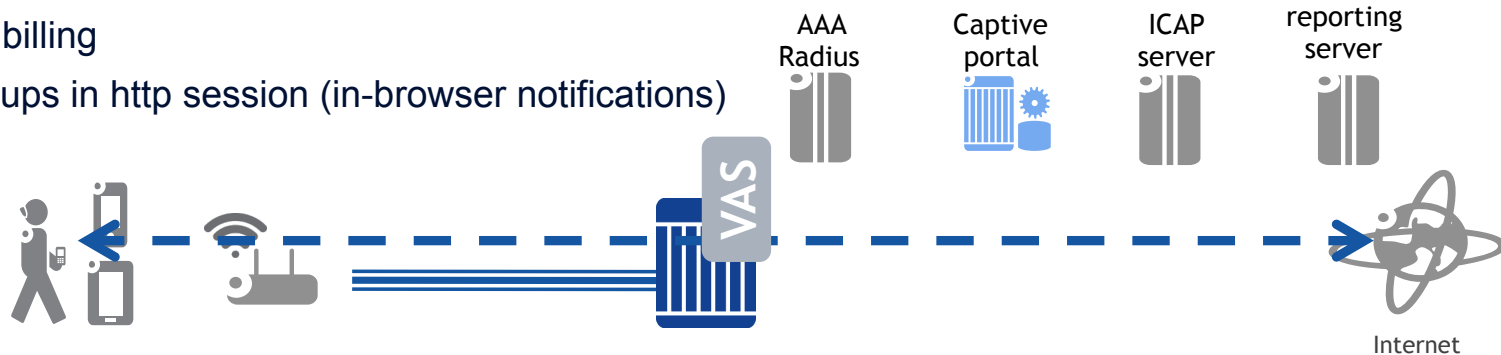 billing
ups in http session (in-browser notifications)
AAA
Radius
Captive
portal
ICAP
server
reporting
server
VAS
Internet